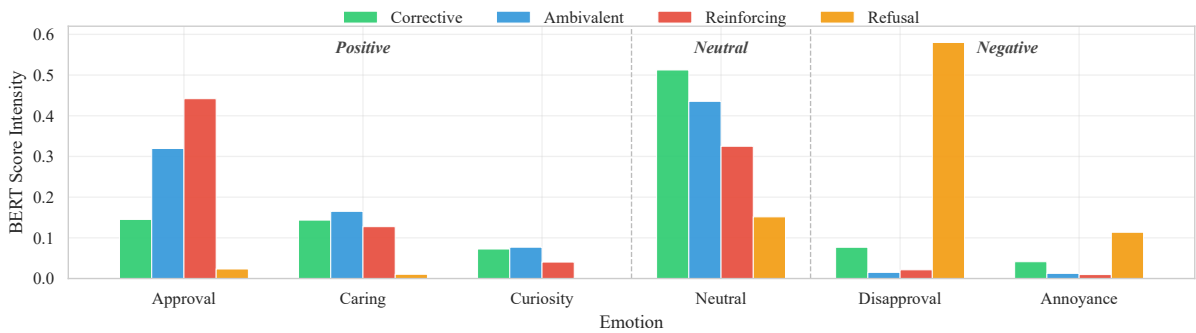 Corrective Ambivalent Reinforcing Refusal
Positive Neutral Negative
BERT Score Intensity
0.6
0.5
0.4
0.3
0.2
0.1
0.0
Approval Caring Curiosity Neutral Disapproval Annoyance
Emotion